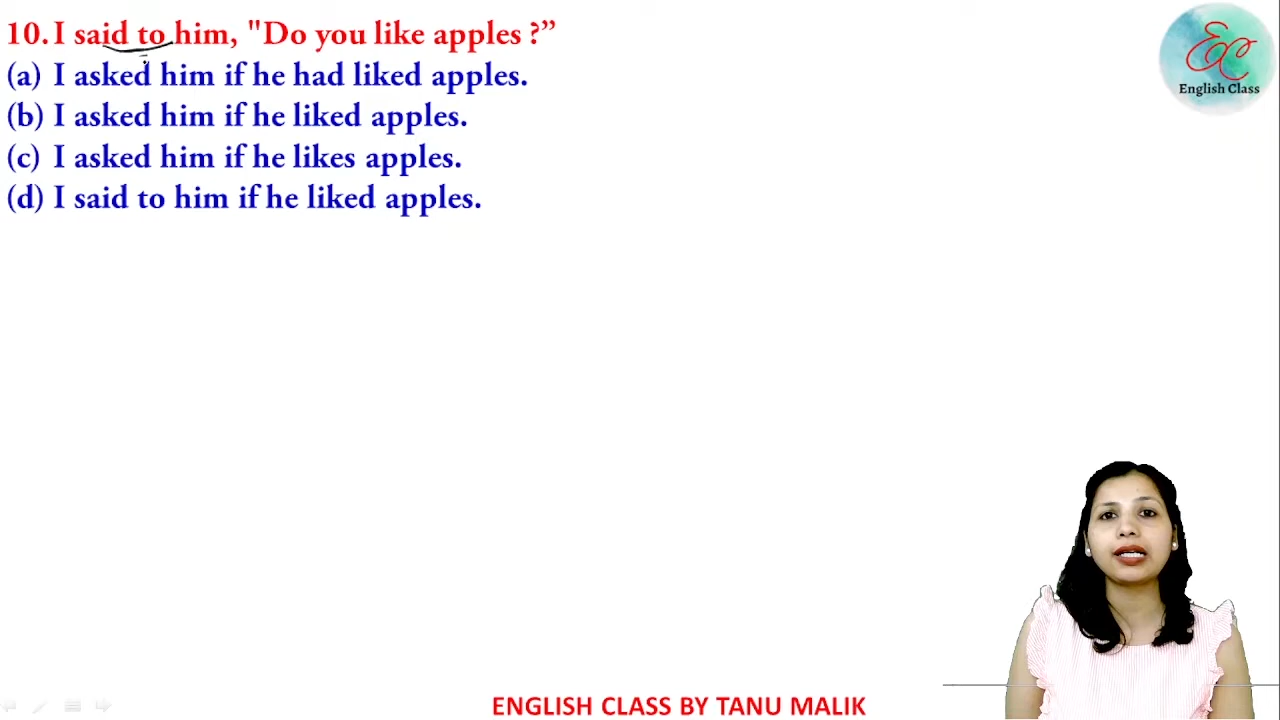 10. I said to him, "Do you like apples ?”
(a) I asked him if he had liked apples.
(b) I asked him if he liked apples.
(c) I asked him if he likes apples.
(d) I said to him if he liked apples.
EC
English Class
ENGLISH CLASS BY TANU MALIK